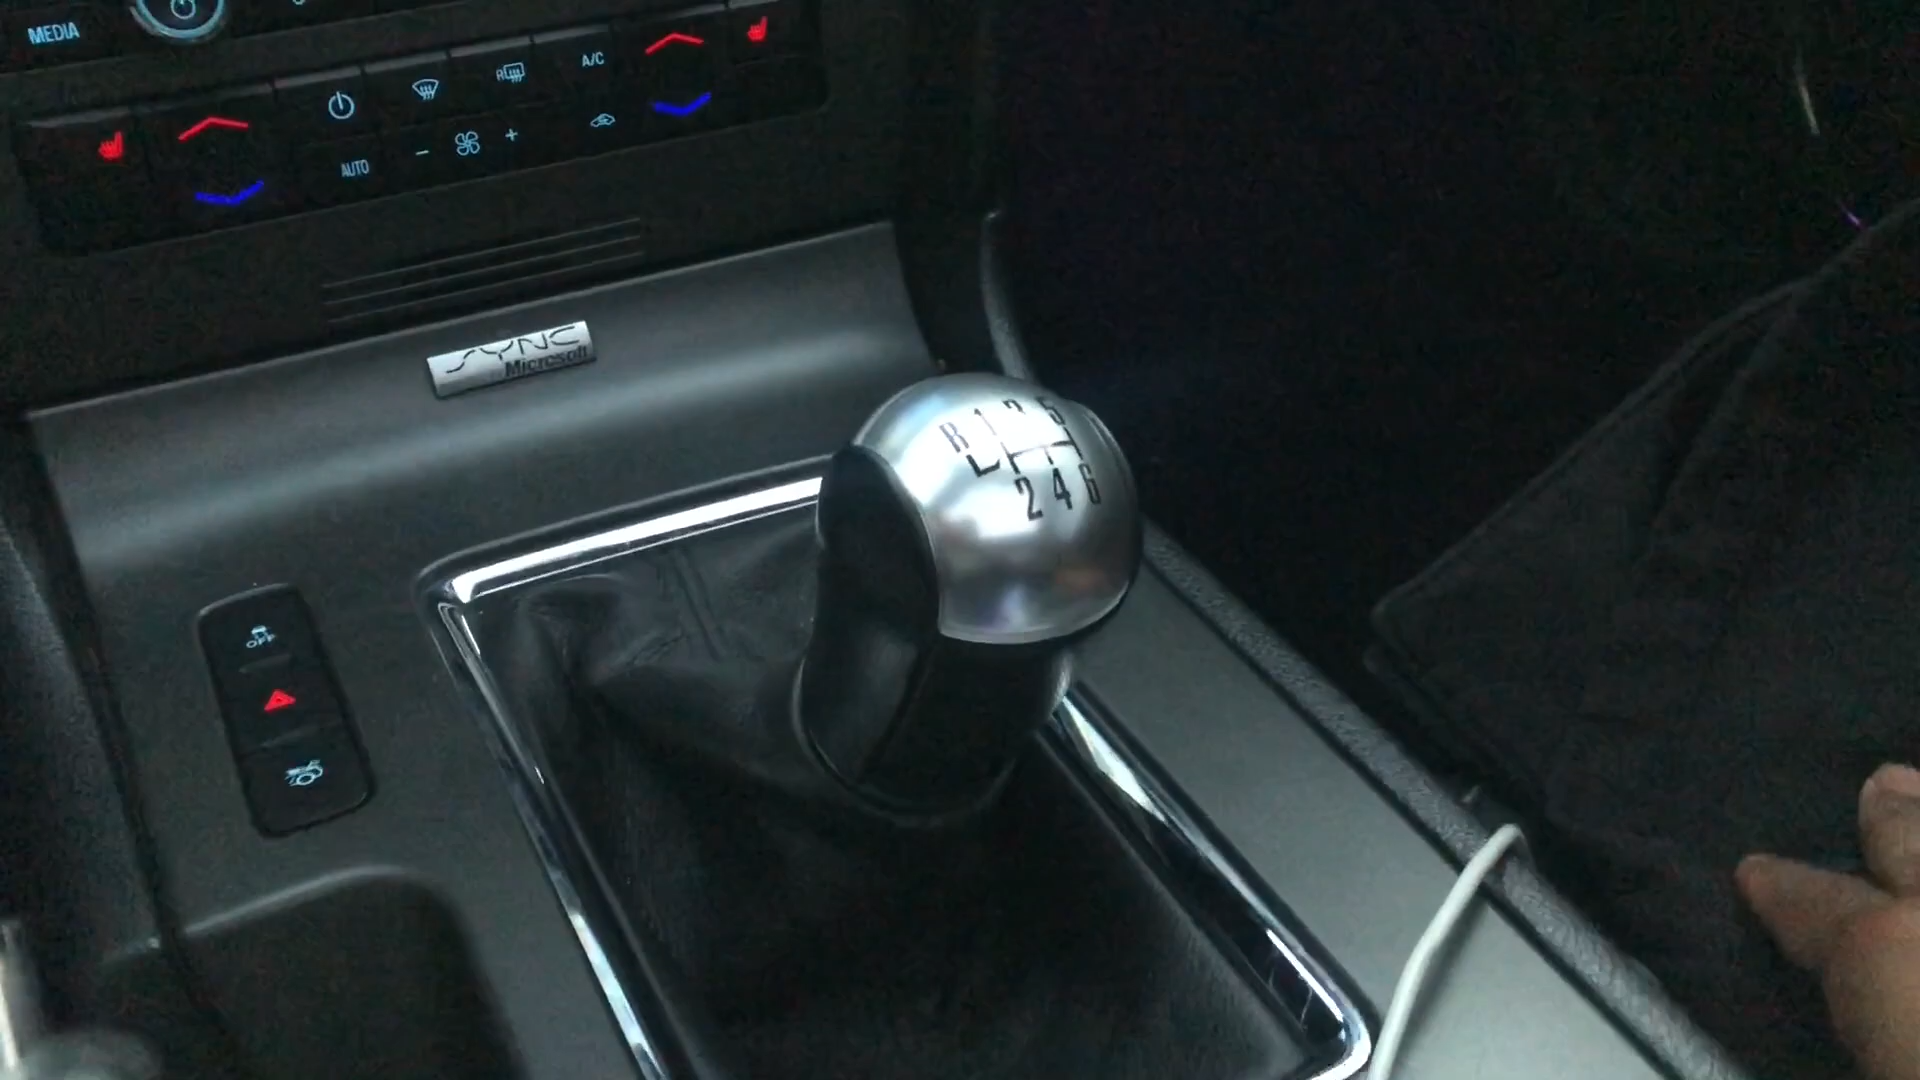 MEDIA
R
A/C
AUTO
- +
SYNC
Microsoft
R 1 3 5
2 4 6
OFF